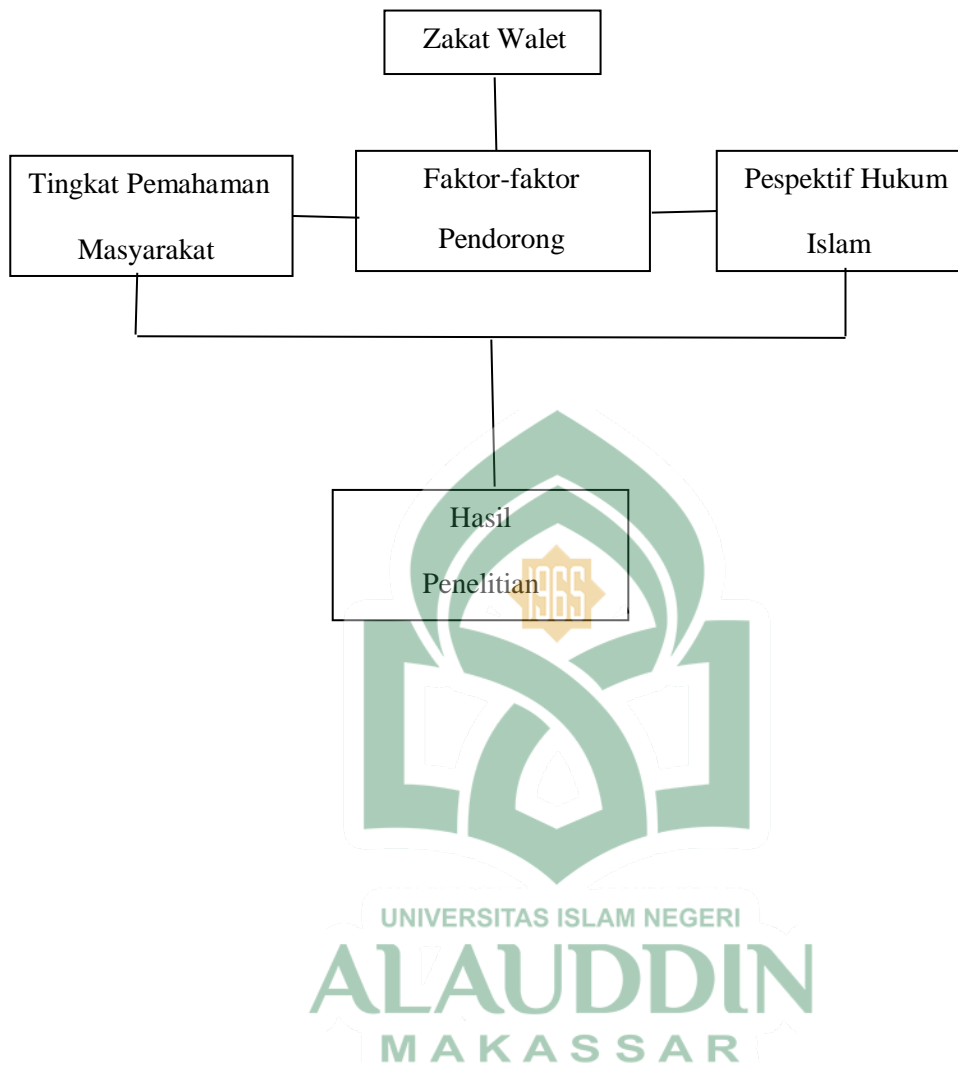 Zakat Walet
Tingkat Pemahaman
Masyarakat
Faktor-faktor
Pendorong
Pespektif Hukum
Islam
Hasil
Penelitian
1965
UNIVERSITAS ISLAM NEGERI
ALAUDDIN
MAKASSAR